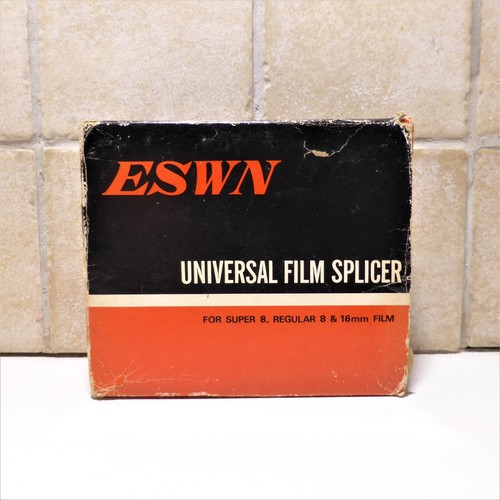 ESWN
UNIVERSAL FILM SPLICER
FOR SUPER 8, REGULAR 8 & 16mm FILM